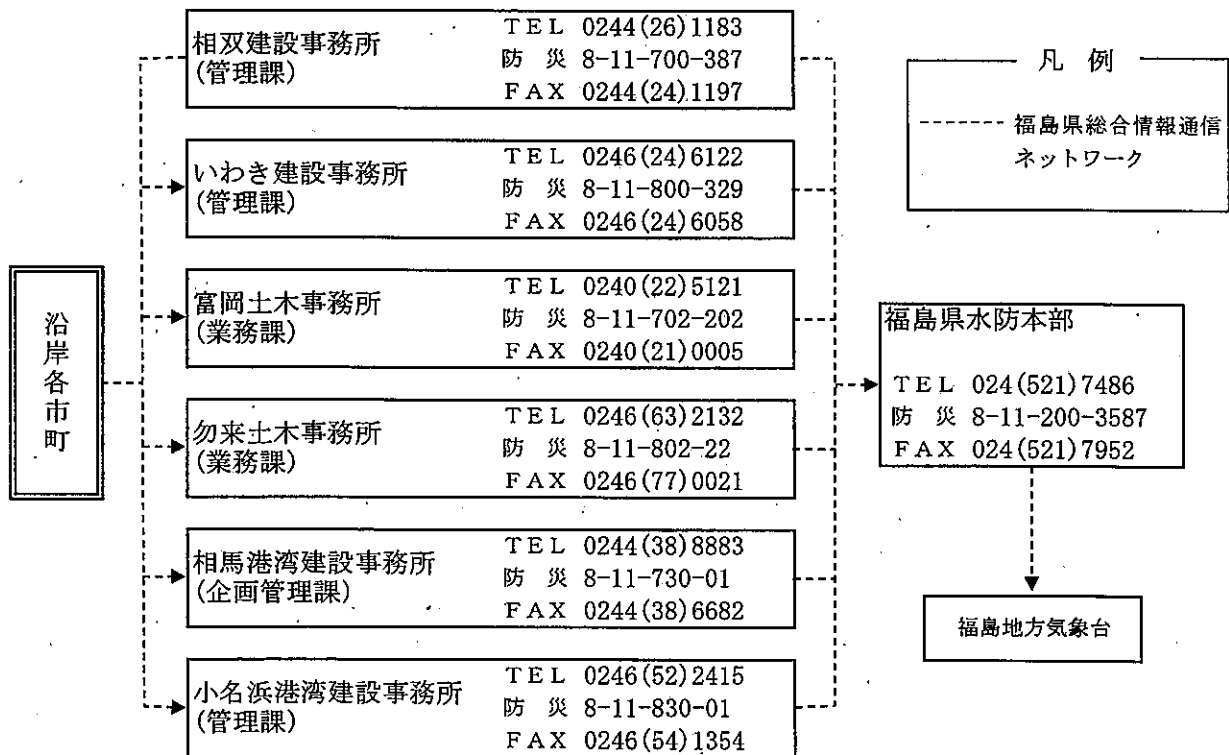 相双建設事務所
(管理課)
TEL 0244(26)1183
防災 8-11-700-387
FAX 0244(24)1197
いわき建設事務所
(管理課)
TEL 0246(24)6122
防災 8-11-800-329
FAX 0246(24)6058
富岡土木事務所
(業務課)
TEL 0240(22)5121
防災 8-11-702-202
FAX 0240(21)0005
勿来土木事務所
(業務課)
TEL 0246(63)2132
防災 8-11-802-22
FAX 0246(77)0021
相馬港湾建設事務所
(企画管理課)
TEL 0244(38)8883
防災 8-11-730-01
FAX 0244(38)6682
小名浜港湾建設事務所
(管理課)
TEL 0246(52)2415
防災 8-11-830-01
FAX 0246(54)1354
沿岸各市町
凡例
福島県総合情報通信
ネットワーク
福島県水防本部
TEL 024(521)7486
防災 8-11-200-3587
FAX 024(521)7952
福島地方気象台